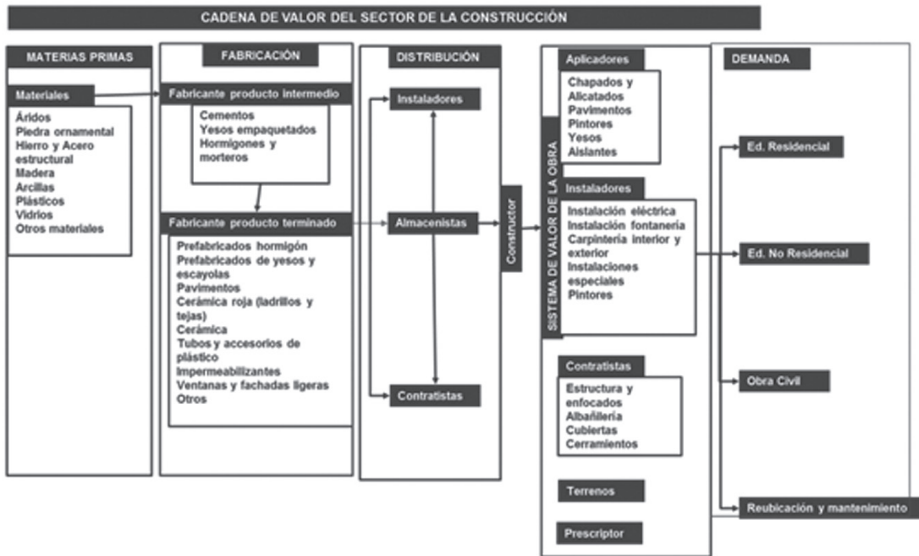 CADENA DE VALOR DEL SECTOR DE LA CONSTRUCCIÓN
MATERIAS PRIMAS
Materiales
Áridos
Piedra ornamental
Hierro y Acero
estructural
Madera
Arcillas
Plásticos
Vidrios
Otros materiales
FABRICACIÓN
Fabricante producto intermedio
Cementos
Yesos empaquetados
Hormigones y
morteros
Fabricante producto terminado
Prefabricados hormigón
Prefabricados de yesos y
escayolas
Pavimentos
Cerámica roja (ladrillos y
tejas)
Cerámica
Tubos y accesorios de
plástico
Impermeabilizantes
Ventanas y fachadas ligeras
Otros
DISTRIBUCIÓN
Instaladores
Almacenistas
Contratistas
Constructor
SISTEMA DE VALOR DE LA OBRA
Aplicadores
Chapados y
Alicatados
Pavimentos
Pintores
Yesos
Aislantes
Instaladores
Instalación eléctrica
Instalación fontanería
Carpintería interior y
exterior
Instalaciones
especiales
Pintores
Contratistas
Estructura y
enfocados
Albañilería
Cubiertas
Cerramientos
Terrenos
Prescriptor
DEMANDA
Ed. Residencial
Ed. No Residencial
Obra Civil
Reubicación y mantenimiento